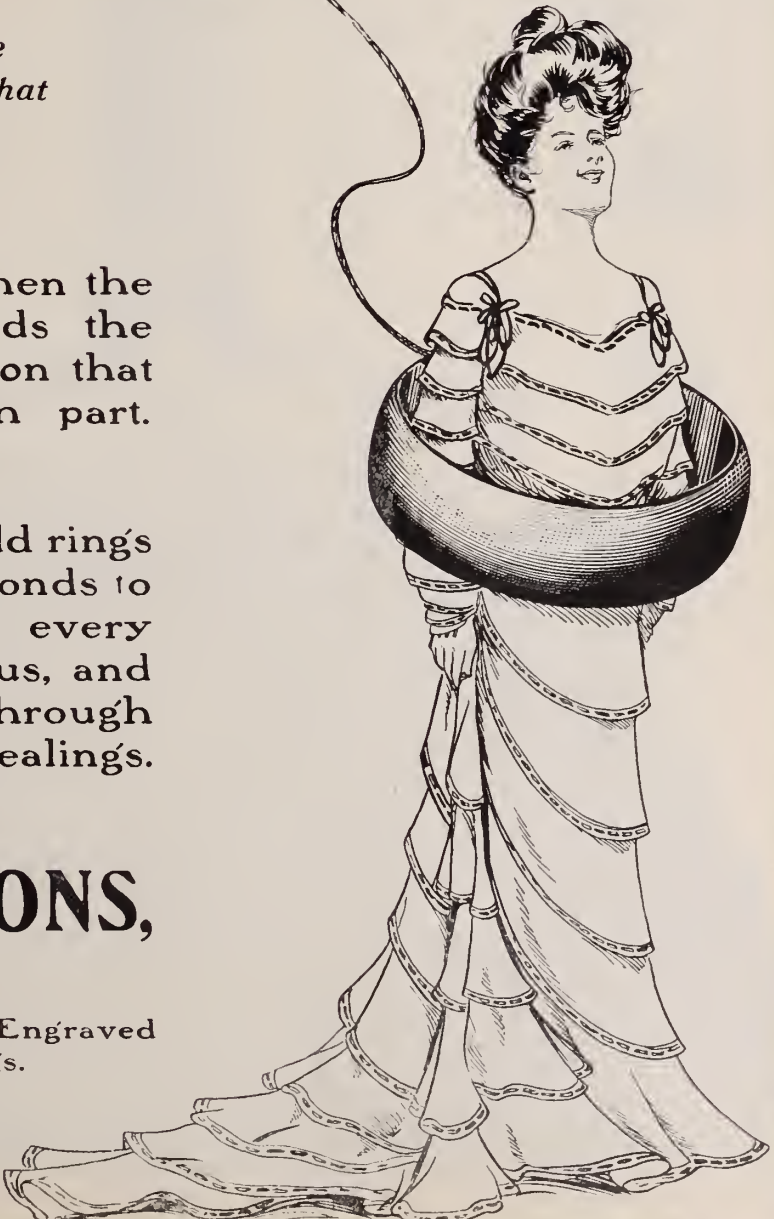 e
hat
hen the
ds the
on that
n part.
ld rings
onds to
every
us, and
hrough
ealings.
ONS,
Engraved
s.